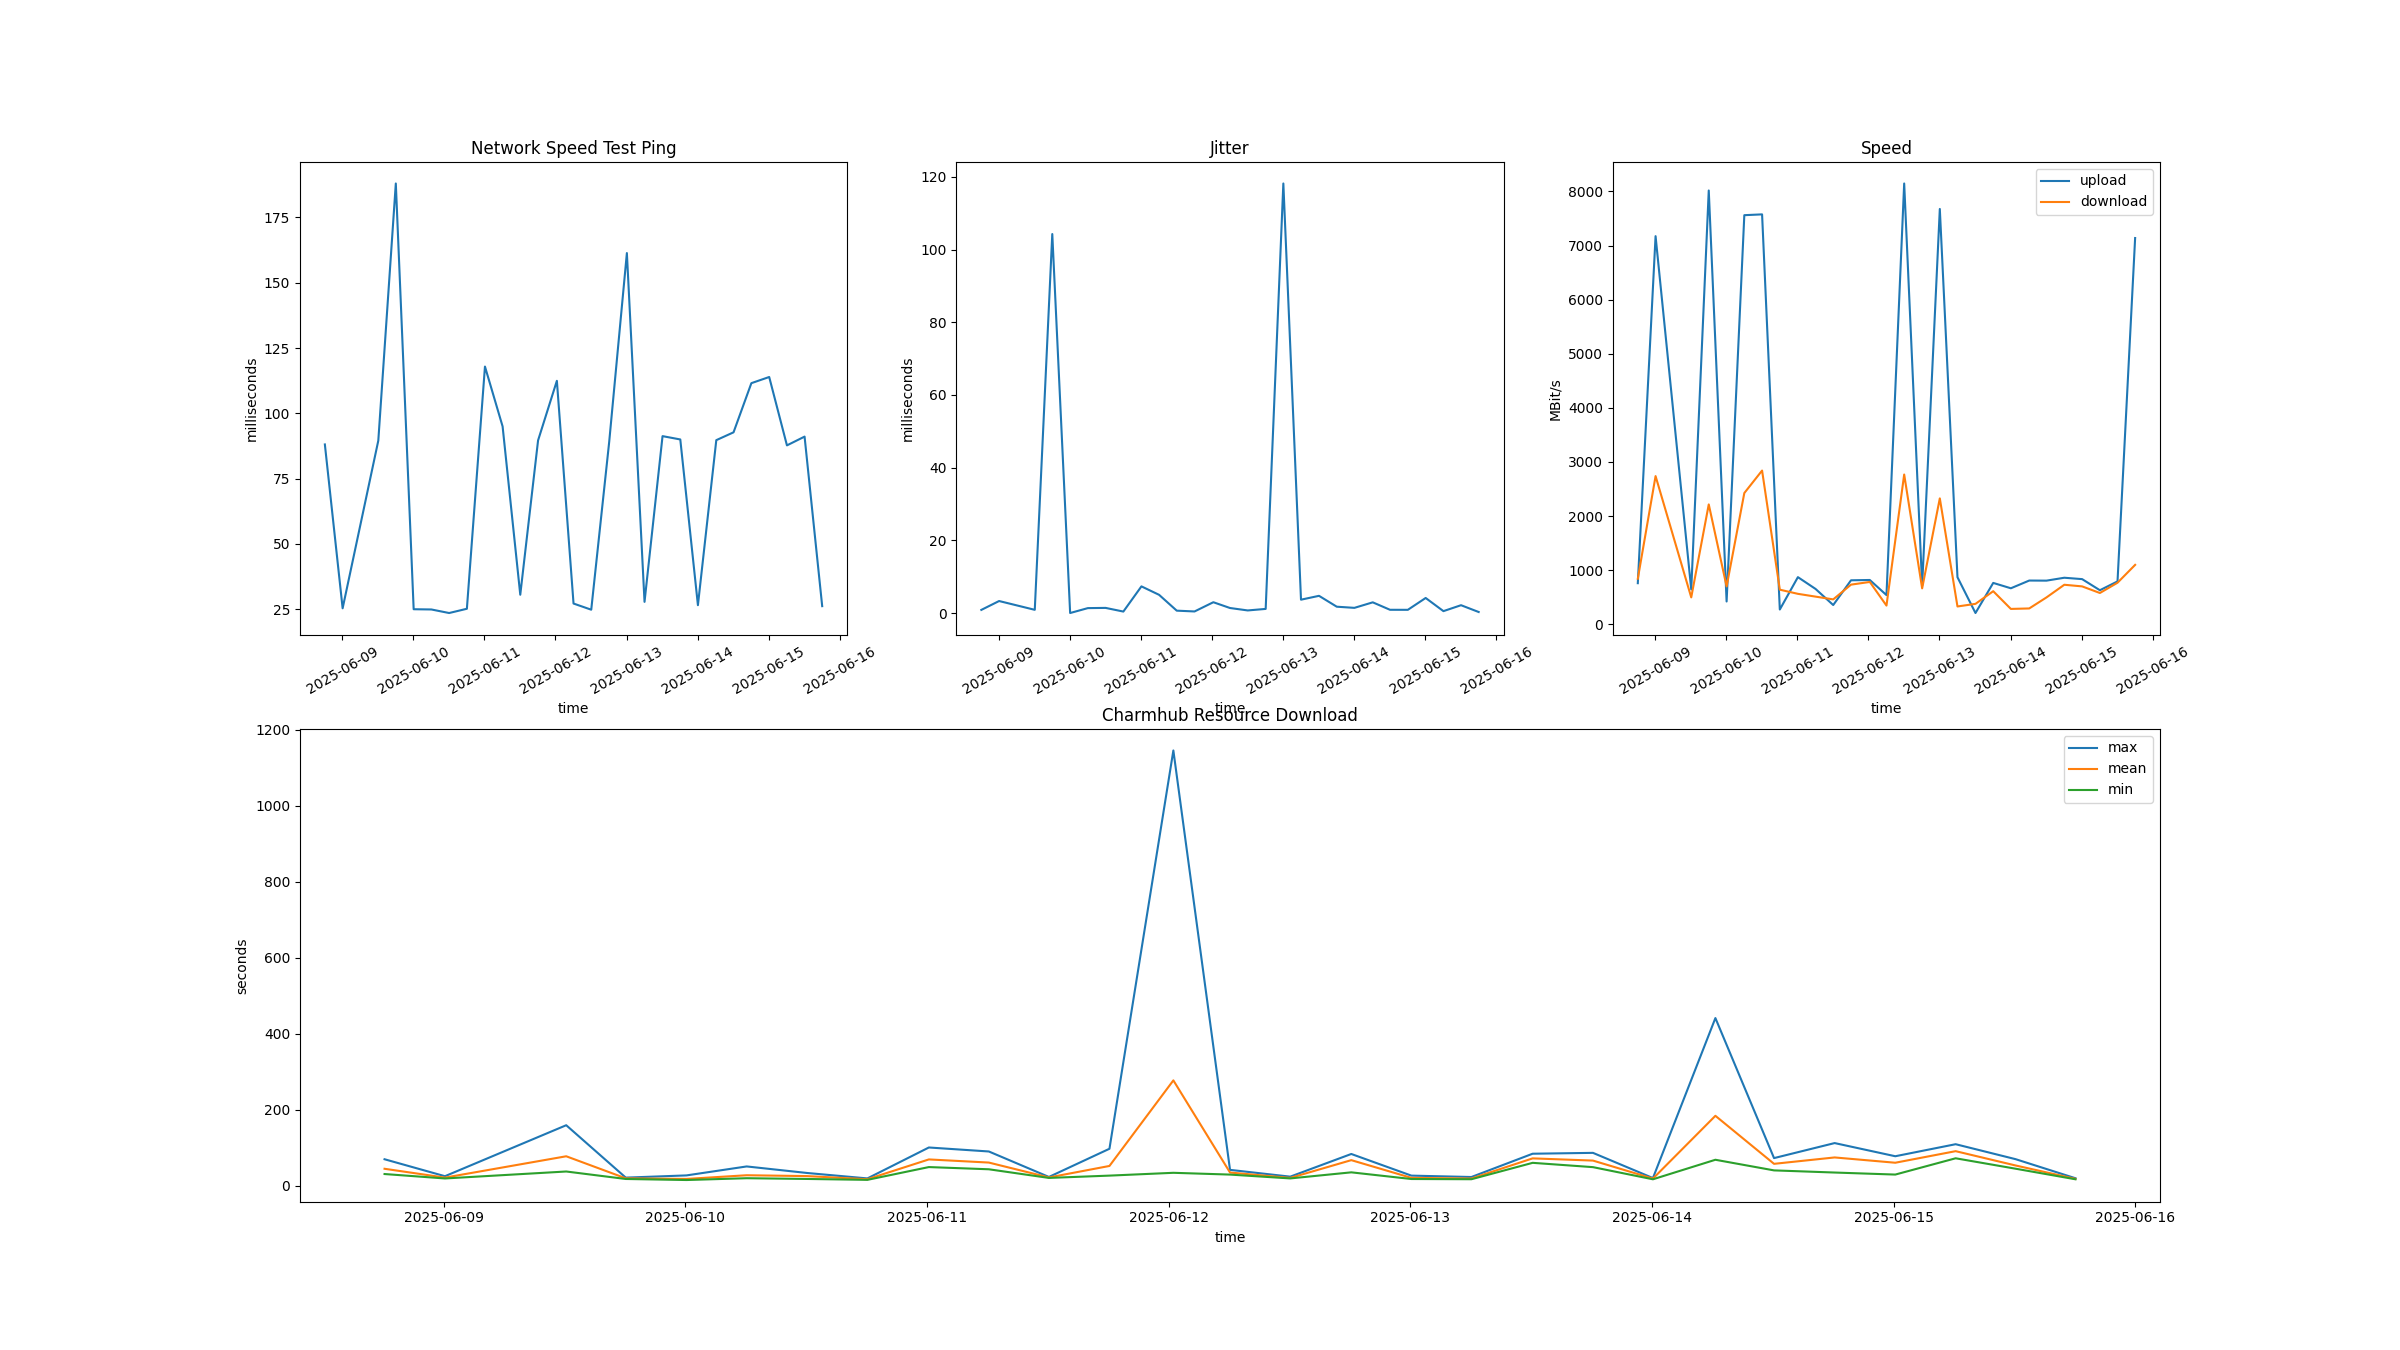 Network Speed Test Ping
175
150
125
100
75
50
25
milliseconds
2025-06-09 2025-06-10 2025-06-11 2025-06-12 2025-06-13 2025-06-14 2025-06-15 2025-06-16
time
Jitter
120
100
80
60
40
20
0
milliseconds
2025-06-09 2025-06-10 2025-06-11 2025-06-12 2025-06-13 2025-06-14 2025-06-15 2025-06-16
time
Speed
upload
download
8000
7000
6000
5000
4000
3000
2000
1000
0
MBit/s
2025-06-09 2025-06-10 2025-06-11 2025-06-12 2025-06-13 2025-06-14 2025-06-15 2025-06-16
time
Charmhub Resource Download
max
mean
min
1200
1000
800
600
400
200
0
seconds
2025-06-09 2025-06-10 2025-06-11 2025-06-12 2025-06-13 2025-06-14 2025-06-15 2025-06-16
time